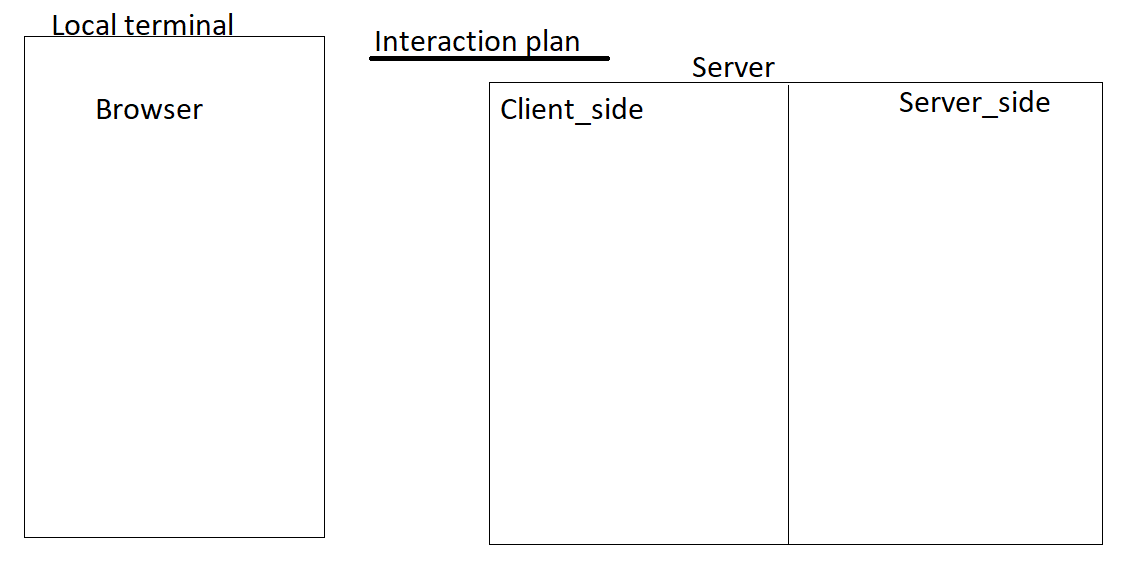 Local terminal
Interaction plan
Server
Browser
Client_side
Server_side